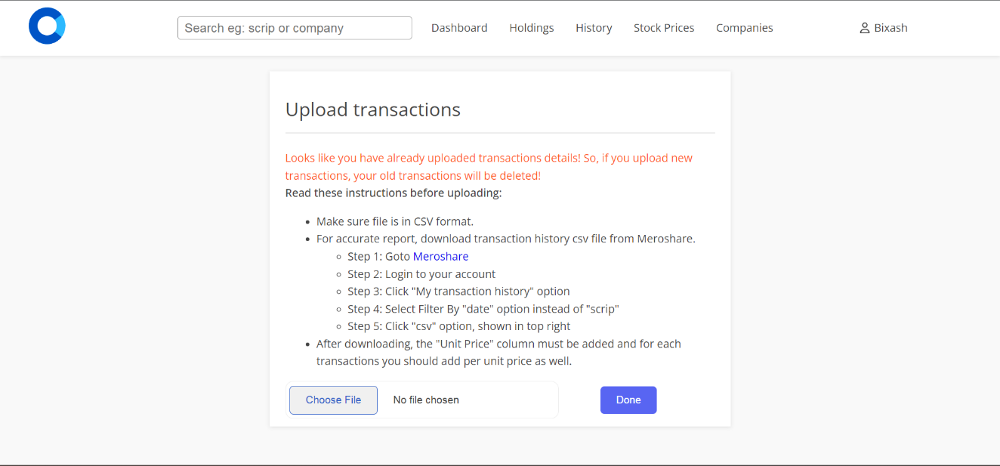 Search eg: scrip or company
Dashboard
Holdings
History
Stock Prices
Companies
Bixash
Upload transactions
Looks like you have already uploaded transactions details! So, if you upload new
transactions, your old transactions will be deleted!
Read these instructions before uploading:
Make sure file is in CSV format.
For accurate report, download transaction history csv file from Meroshare.
Step 1: Goto Meroshare
Step 2: Login to your account
Step 3: Click "My transaction history" option
Step 4: Select Filter By "date" option instead of "scrip"
Step 5: Click "csv" option, shown in top right
After downloading, the "Unit Price" column must be added and for each
transactions you should add per unit price as well.
Choose File
No file chosen
Done